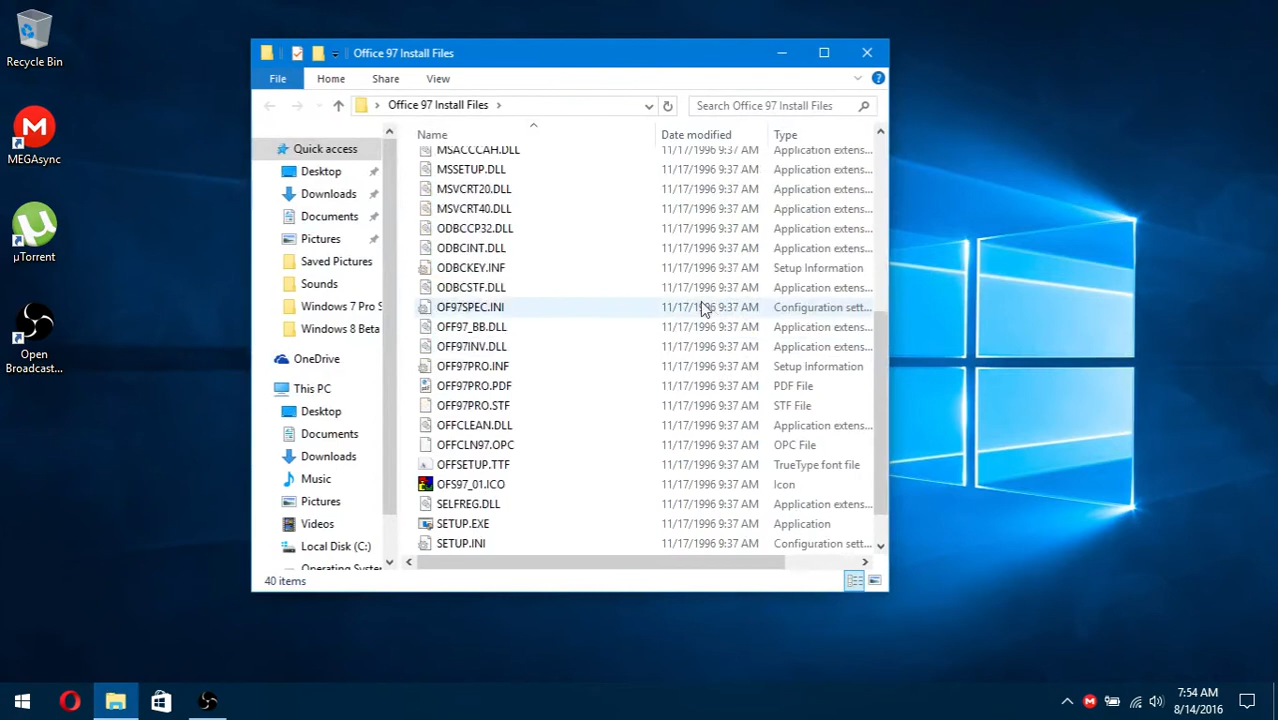 Recycle Bin
MEGAsync
µTorrent
Open
Broadcast...
Office 97 Install Files
File Home Share View
Office 97 Install Files
Search Office 97 Install Files
Quick access
Desktop
Downloads
Documents
Pictures
Saved Pictures
Sounds
Windows 7 Pro S
Windows 8 Beta
OneDrive
This PC
Desktop
Documents
Downloads
Music
Pictures
Videos
Local Disk (C:)
Operating Syste
Name Date modified Type
MSACCCAH.DLL 11/17/1996 9:37 AM Application extens...
MSSETUP.DLL 11/17/1996 9:37 AM Application extens...
MSVCRT20.DLL 11/17/1996 9:37 AM Application extens...
MSVCRT40.DLL 11/17/1996 9:37 AM Application extens...
ODBCCP32.DLL 11/17/1996 9:37 AM Application extens...
ODBCINT.DLL 11/17/1996 9:37 AM Application extens...
ODBCKEY.INF 11/17/1996 9:37 AM Setup Information
ODBCSTF.DLL 11/17/1996 9:37 AM Application extens...
OF97SPEC.INI 11/17/1996 9:37 AM Configuration sett...
OFF97_BB.DLL 11/17/1996 9:37 AM Application extens...
OFF97INV.DLL 11/17/1996 9:37 AM Application extens...
OFF97PRO.INF 11/17/1996 9:37 AM Setup Information
OFF97PRO.PDF 11/17/1996 9:37 AM PDF File
OFF97PRO.STF 11/17/1996 9:37 AM STF File
OFFCLEAN.DLL 11/17/1996 9:37 AM Application extens...
OFFCLN97.OPC 11/17/1996 9:37 AM OPC File
OFFSETUP.TTF 11/17/1996 9:37 AM TrueType font file
OFS97_01.ICO 11/17/1996 9:37 AM Icon
SELFREG.DLL 11/17/1996 9:37 AM Application extens...
SETUP.EXE 11/17/1996 9:37 AM Application
SETUP.INI 11/17/1996 9:37 AM Configuration sett...
40 items
7:54 AM
8/14/2016